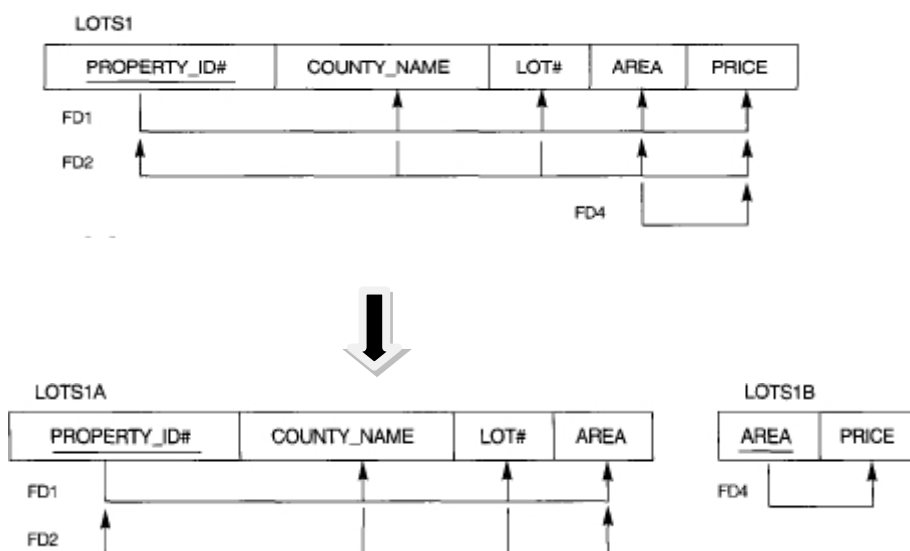 LOTS1
PROPERTY_ID# COUNTY_NAME LOT# AREA PRICE
FD1
FD2
FD4
LOTS1A LOTS1B
PROPERTY_ID# COUNTY_NAME LOT# AREA AREA PRICE
FD1 FD4
FD2